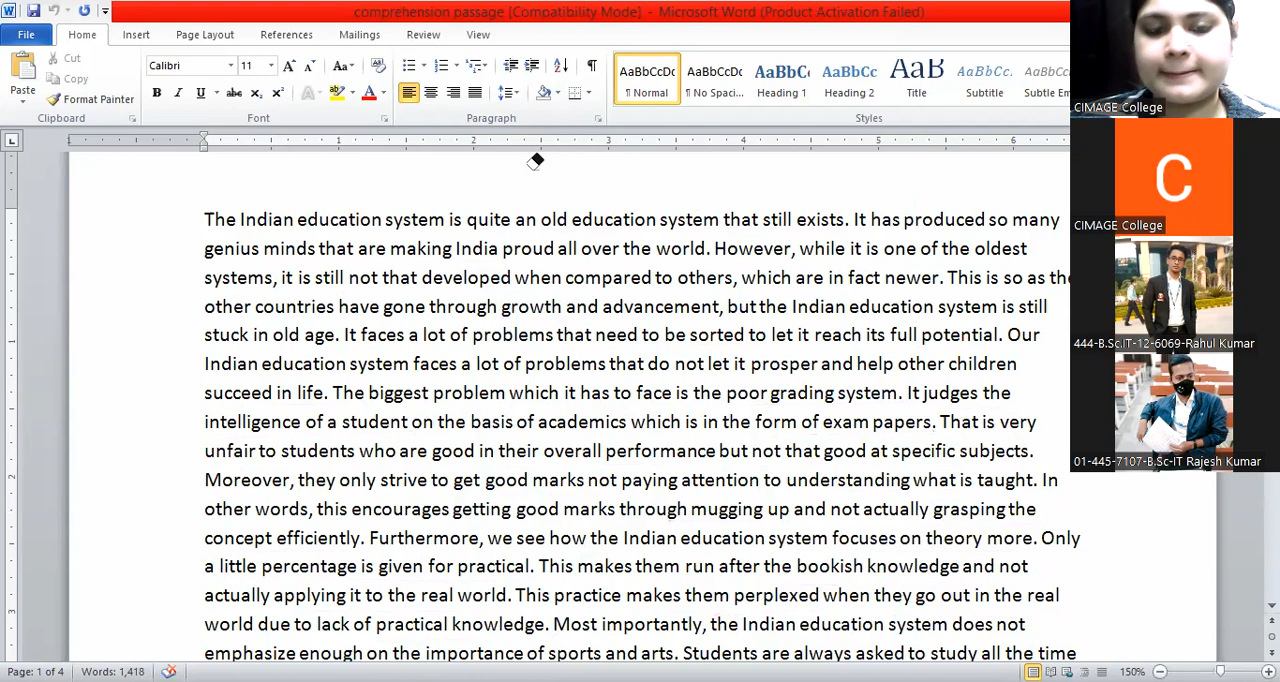 comprehension passage [Compatibility Mode] - Microsoft Word (Product Activation Failed)
File Home Insert Page Layout References Mailings Review View
Cut
Copy
Format Painter
Paste
Clipboard
Calibri 11
Font
Paragraph
AaBbCcDc AaBbCcDc AaBbCc AaBbCc AaB AaBbCc. AaBbCcDc
¶ Normal ¶ No Spaci... Heading 1 Heading 2 Title Subtitle Subtle Em
Styles
CIMAGE College
C
CIMAGE College
444-B.Sc.IT-12-6069-Rahul Kumar
01-445-7107-B.Sc-IT Rajesh Kumar
1 1 2 3 4 5 6
The Indian education system is quite an old education system that still exists. It has produced so many
genius minds that are making India proud all over the world. However, while it is one of the oldest
systems, it is still not that developed when compared to others, which are in fact newer. This is so as the
other countries have gone through growth and advancement, but the Indian education system is still
stuck in old age. It faces a lot of problems that need to be sorted to let it reach its full potential. Our
Indian education system faces a lot of problems that do not let it prosper and help other children
succeed in life. The biggest problem which it has to face is the poor grading system. It judges the
intelligence of a student on the basis of academics which is in the form of exam papers. That is very
unfair to students who are good in their overall performance but not that good at specific subjects.
Moreover, they only strive to get good marks not paying attention to understanding what is taught. In
other words, this encourages getting good marks through mugging up and not actually grasping the
concept efficiently. Furthermore, we see how the Indian education system focuses on theory more. Only
a little percentage is given for practical. This makes them run after the bookish knowledge and not
actually applying it to the real world. This practice makes them perplexed when they go out in the real
world due to lack of practical knowledge. Most importantly, the Indian education system does not
emphasize enough on the importance of sports and arts. Students are always asked to study all the time
Page: 1 of 4 Words: 1,418 150%